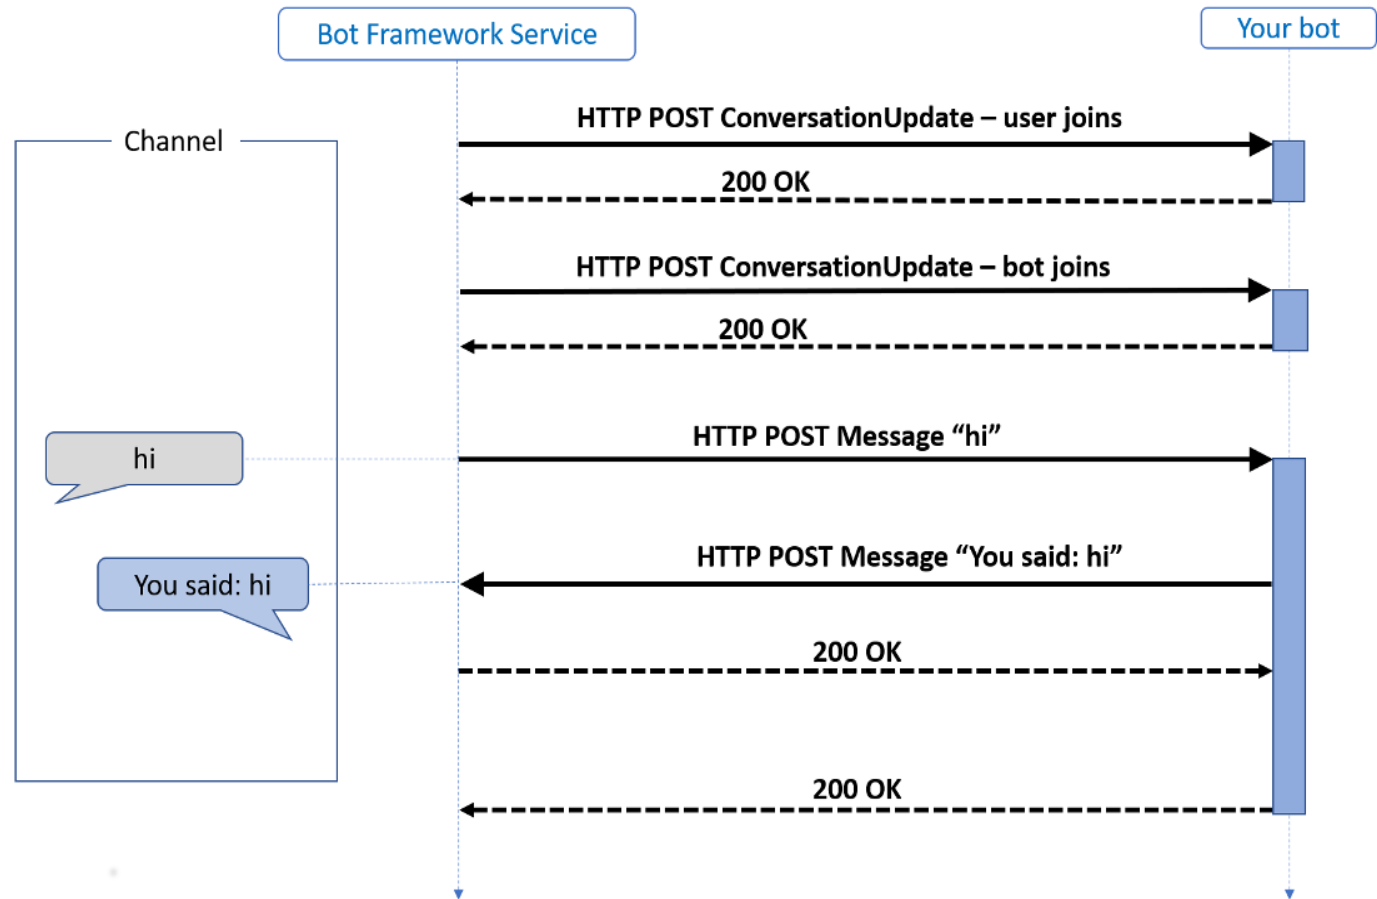 Bot Framework Service
Your bot
HTTP POST ConversationUpdate – user joins
Channel
200 OK
HTTP POST ConversationUpdate – bot joins
200 OK
HTTP POST Message “hi”
hi
HTTP POST Message “You said: hi”
You said: hi
200 OK
200 OK